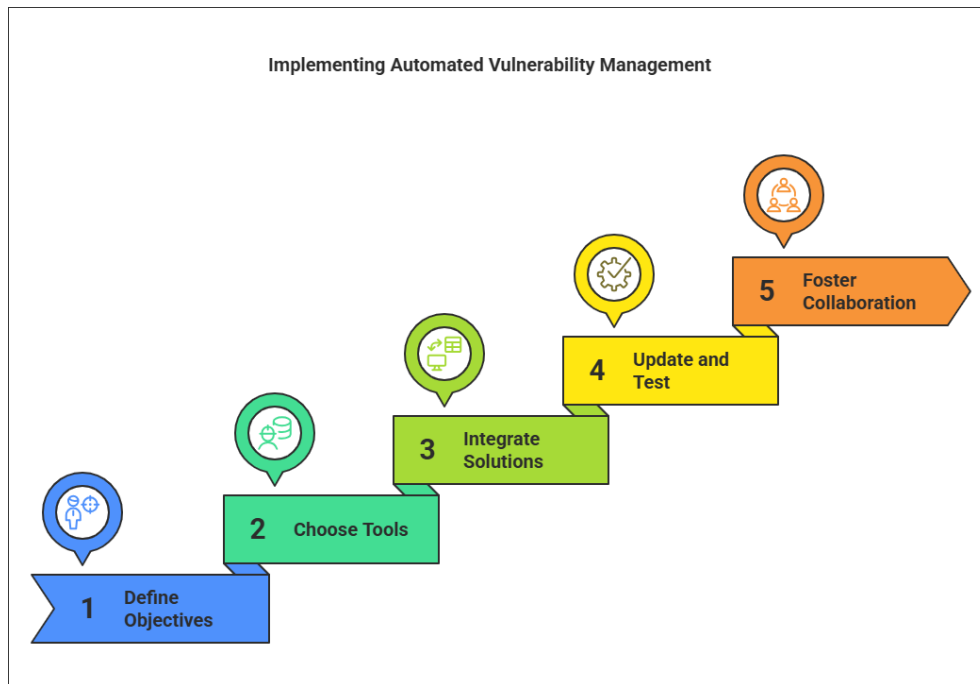 Implementing Automated Vulnerability Management
1
Define
Objectives
2
Choose Tools
3
Integrate
Solutions
4
Update and
Test
5
Foster
Collaboration